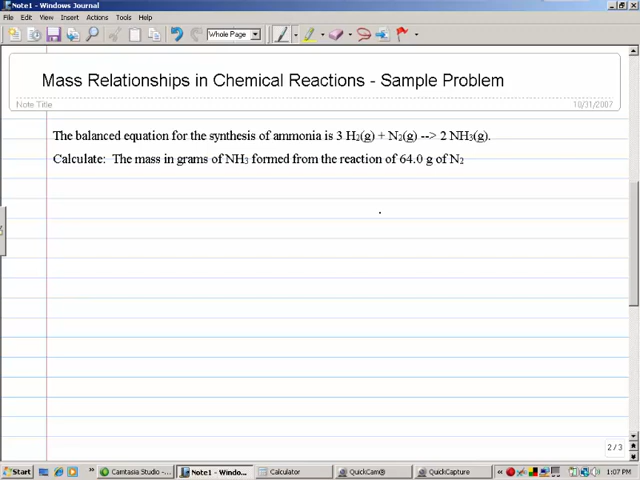 Note1 - Windows Journal
File Edit View Insert Actions Tools Help
Whole Page
Mass Relationships in Chemical Reactions - Sample Problem
Note Title
10/31/2007
The balanced equation for the synthesis of ammonia is 3 H2(g) + N2(g) --> 2 NH3(g).
Calculate: The mass in grams of NH3 formed from the reaction of 64.0 g of N2
2 / 3
Start
Camtasia Studio - ...
Note1 - Windo...
Calculator
QuickCam®
QuickCapture
1:07 PM